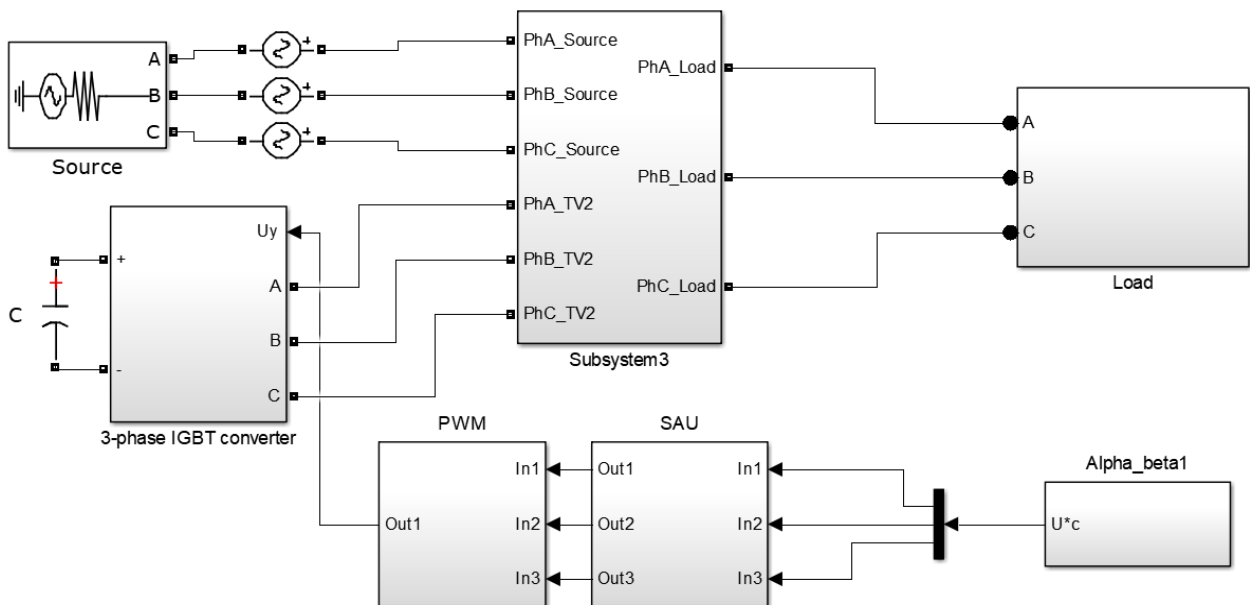 A
B
C
Source
PhA_Source
PhB_Source
PhC_Source
PhA_TV2
PhB_TV2
PhC_TV2
PhA_Load
PhB_Load
PhC_Load
Subsystem3
A
B
C
Load
C
+
-
Uy
A
B
C
3-phase IGBT converter
PWM
In1
In2
In3
Out1
SAU
In1
In2
In3
Out1
Out2
Out3
Alpha_beta1
U*c